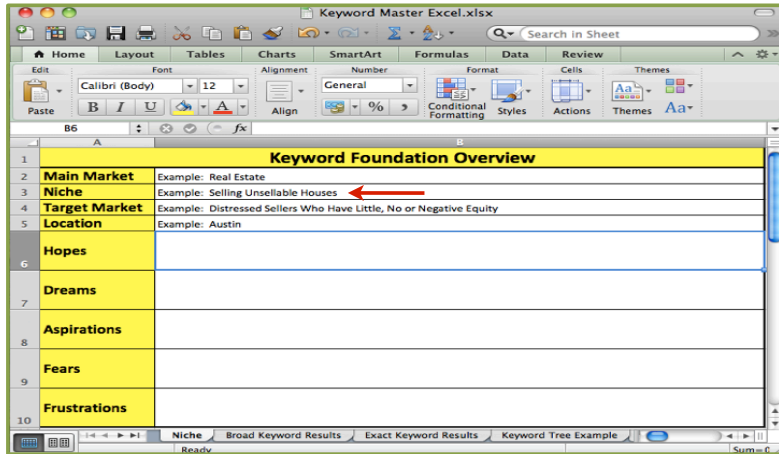 Keyword Master Excel.xlsx
Search in Sheet
Home Layout Tables Charts SmartArt Formulas Data Review
Edit Font Alignment Number Format Cells Themes
Calibri (Body) 12 General
B I U A % , Aa
Paste Align Conditional Formatting Styles Actions Themes Aa
B6 fx
A B
1 Keyword Foundation Overview
2 Main Market Example: Real Estate
3 Niche Example: Selling Unsellable Houses
4 Target Market Example: Distressed Sellers Who Have Little, No or Negative Equity
5 Location Example: Austin
6 Hopes
7 Dreams
8 Aspirations
9 Fears
10 Frustrations
Niche Broad Keyword Results Exact Keyword Results Keyword Tree Example
Ready Sum=0